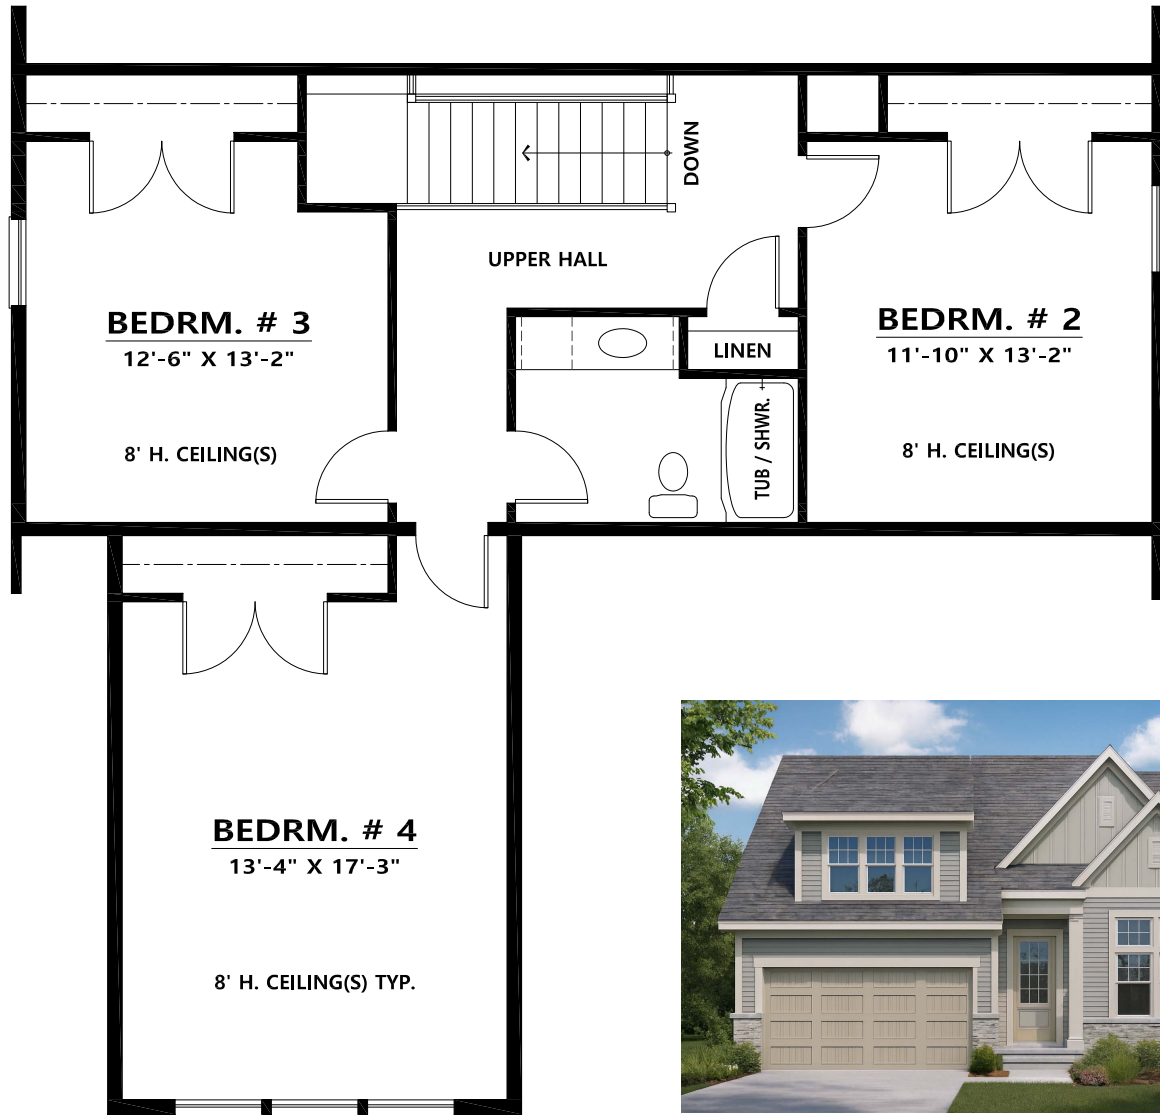 DOWN
UPPER HALL
BEDRM. # 3
12'-6" X 13'-2"
8' H. CEILING(S)
LINEN
TUB / SHWR.
BEDRM. # 2
11'-10" X 13'-2"
8' H. CEILING(S)
BEDRM. # 4
13'-4" X 17'-3"
8' H. CEILING(S) TYP.